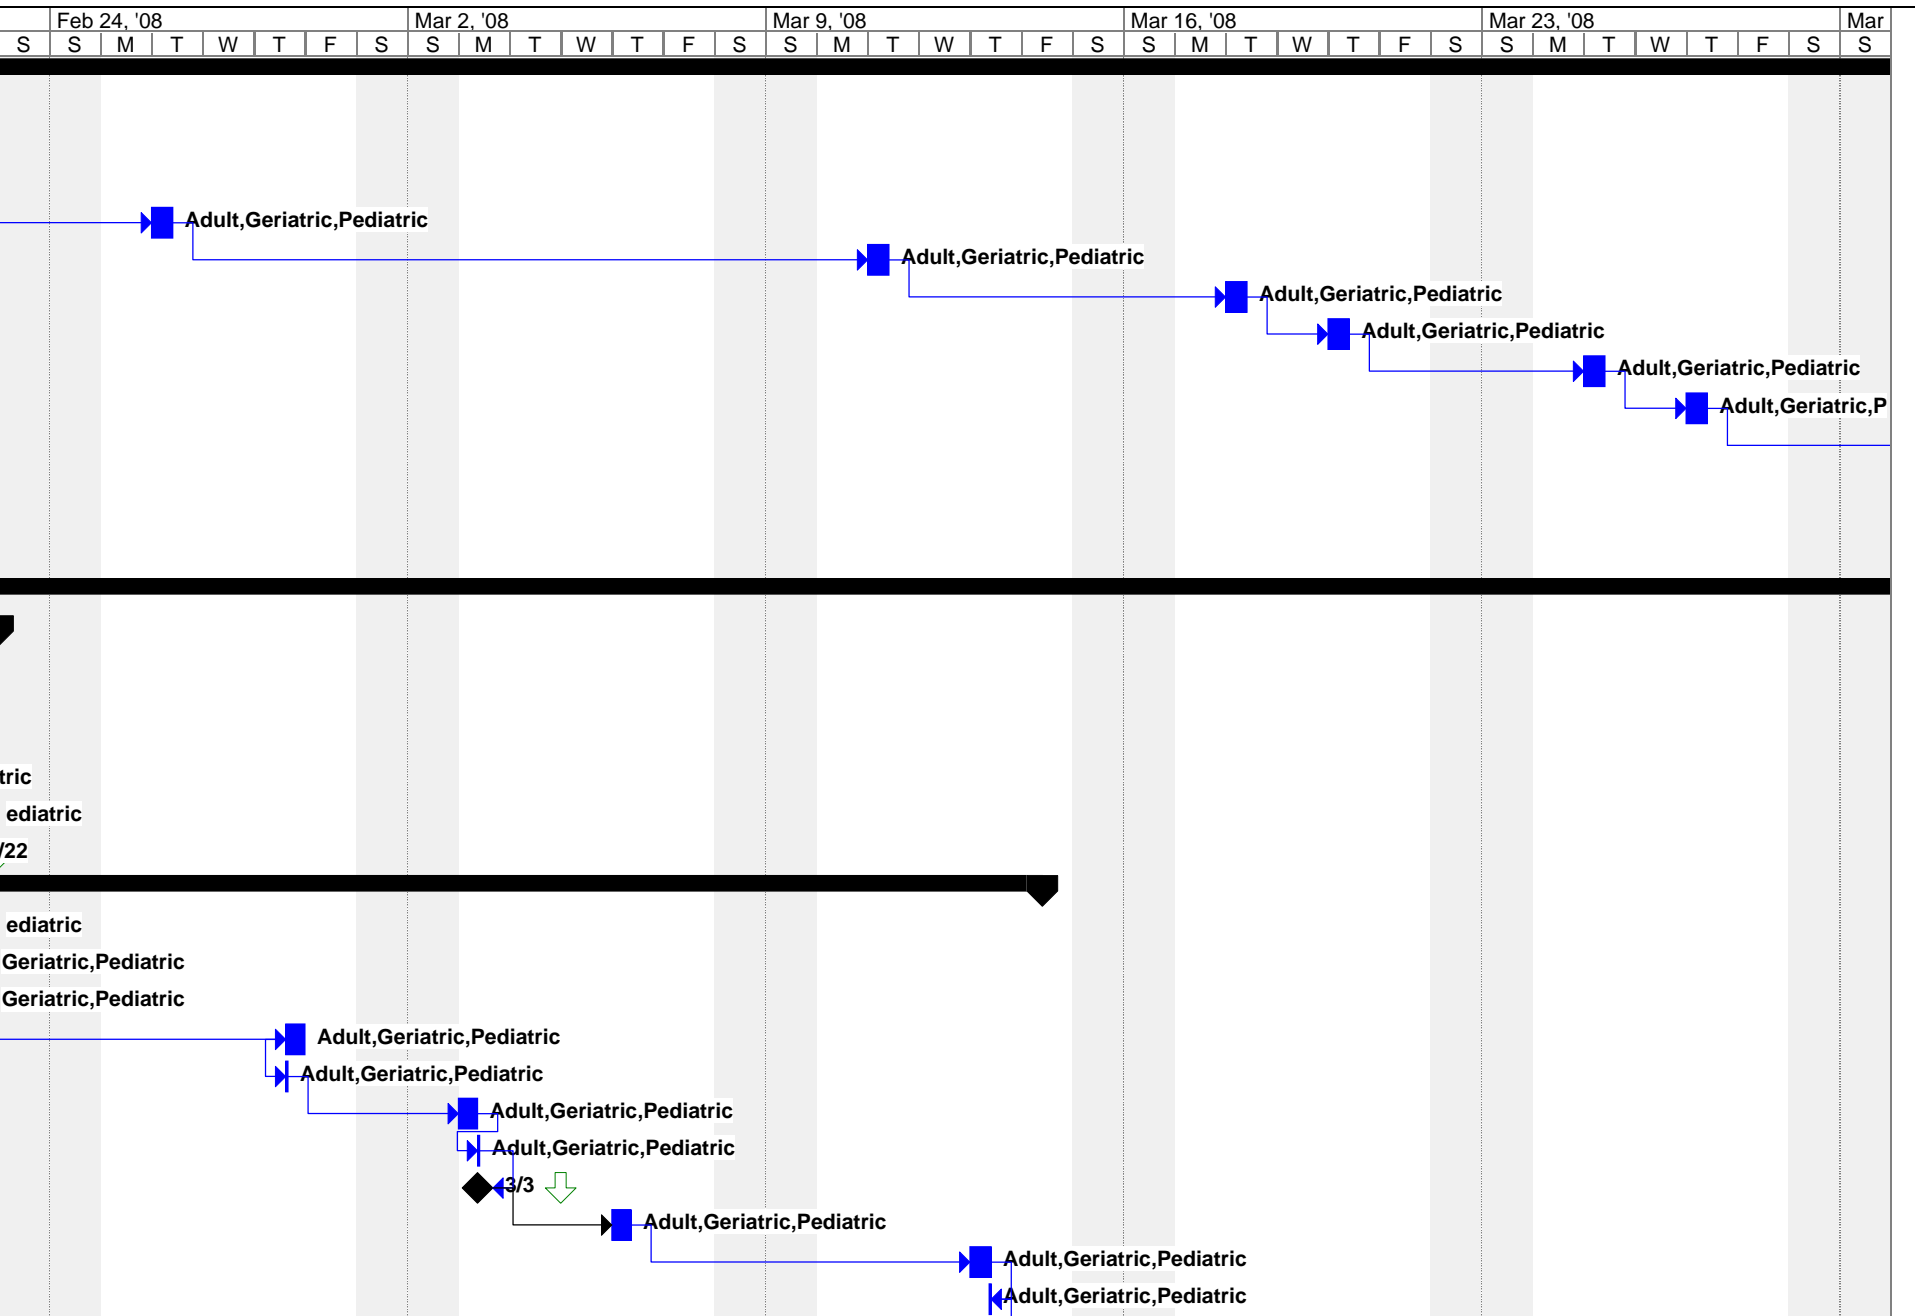 Feb 24, '08 Mar 2, '08 Mar 9, '08 Mar 16, '08 Mar 23, '08 Mar
S S M T W T F S S M T W T F S S M T W T F S S M T W T F S S M T W T F S S
Adult,Geriatric,Pediatric
Adult,Geriatric,Pediatric
Adult,Geriatric,Pediatric
Adult,Geriatric,Pediatric
Adult,Geriatric,Pediatric
Adult,Geriatric,P
tric
ediatric
/22
ediatric
Geriatric,Pediatric
Geriatric,Pediatric
Adult,Geriatric,Pediatric
Adult,Geriatric,Pediatric
Adult,Geriatric,Pediatric
Adult,Geriatric,Pediatric
3/3
Adult,Geriatric,Pediatric
Adult,Geriatric,Pediatric
Adult,Geriatric,Pediatric